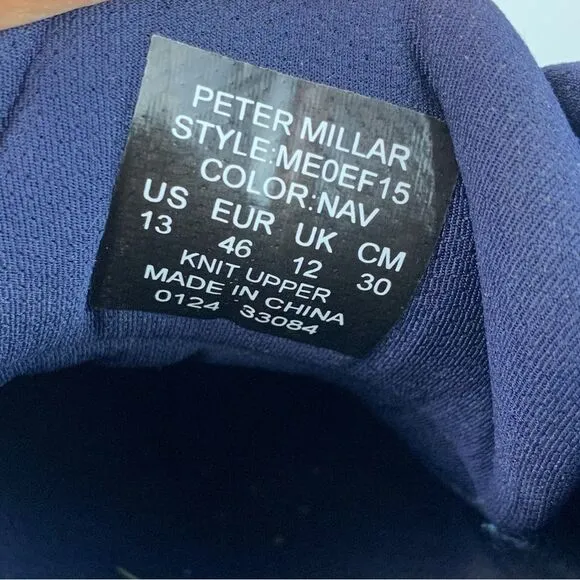 PETER MILLAR
STYLE:ME0EF15
COLOR:NAV
US EUR UK CM
13 46 12 30
KNIT UPPER
MADE IN CHINA
0124 33084